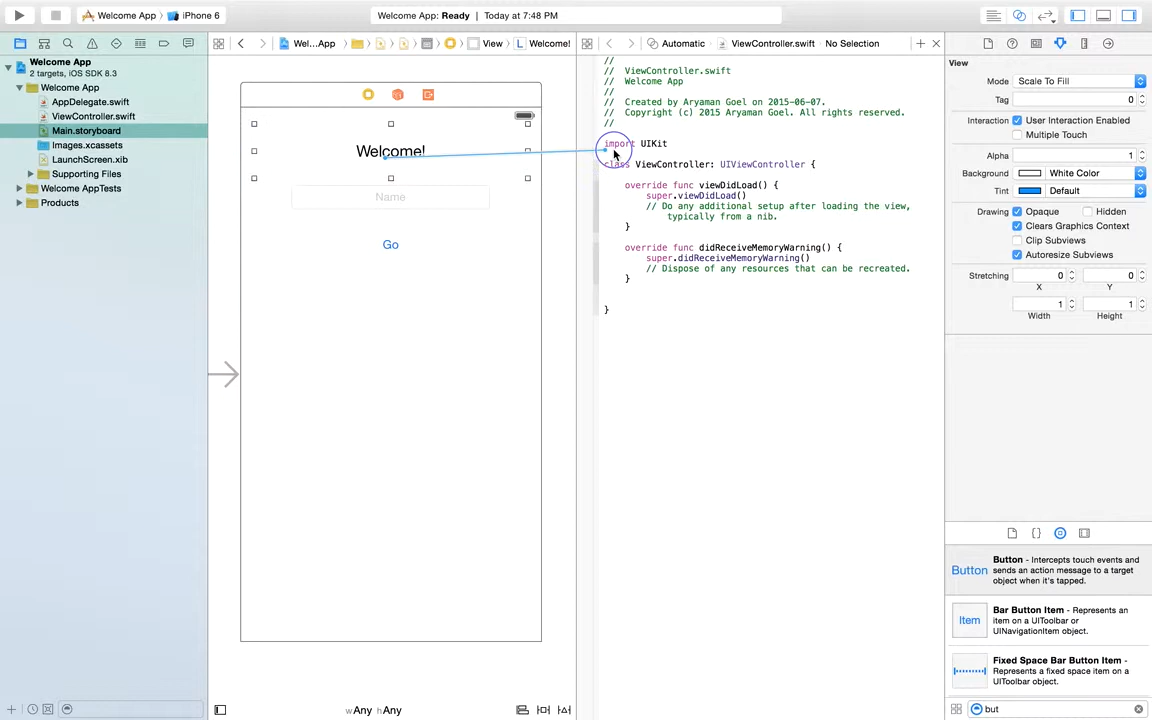 Welcome App
iPhone 6
Welcome App: Ready
Today at 7:48 PM
Wel...App
View
L
Welcome!
Automatic
ViewController.swift
No Selection
Welcome App
2 targets, iOS SDK 8.3
Welcome App
AppDelegate.swift
ViewController.swift
Main.storyboard
Images.xcassets
LaunchScreen.xib
Supporting Files
Welcome AppTests
Products
Welcome!
Name
Go
wAny hAny
//
// ViewController.swift
// Welcome App
//
// Created by Aryaman Goel on 2015-06-07.
// Copyright (c) 2015 Aryaman Goel. All rights reserved.
//
import UIKit
class ViewController: UIViewController {
override func viewDidLoad() {
super.viewDidLoad()
// Do any additional setup after loading the view,
typically from a nib.
}
override func didReceiveMemoryWarning() {
super.didReceiveMemoryWarning()
// Dispose of any resources that can be recreated.
}
}
View
Mode Scale To Fill
Tag 0
Interaction User Interaction Enabled
Multiple Touch
Alpha 1
Background White Color
Tint Default
Drawing Opaque Hidden
Clears Graphics Context
Clip Subviews
Autoresize Subviews
Stretching 0 0
X Y
1 1
Width Height
{ }
Button
Button - Intercepts touch events and
sends an action message to a target
object when it's tapped.
Item
Bar Button Item - Represents an
item on a UIToolbar or
UINavigationItem object.
Fixed Space Bar Button Item -
Represents a fixed space item on a
UIToolbar object.
but